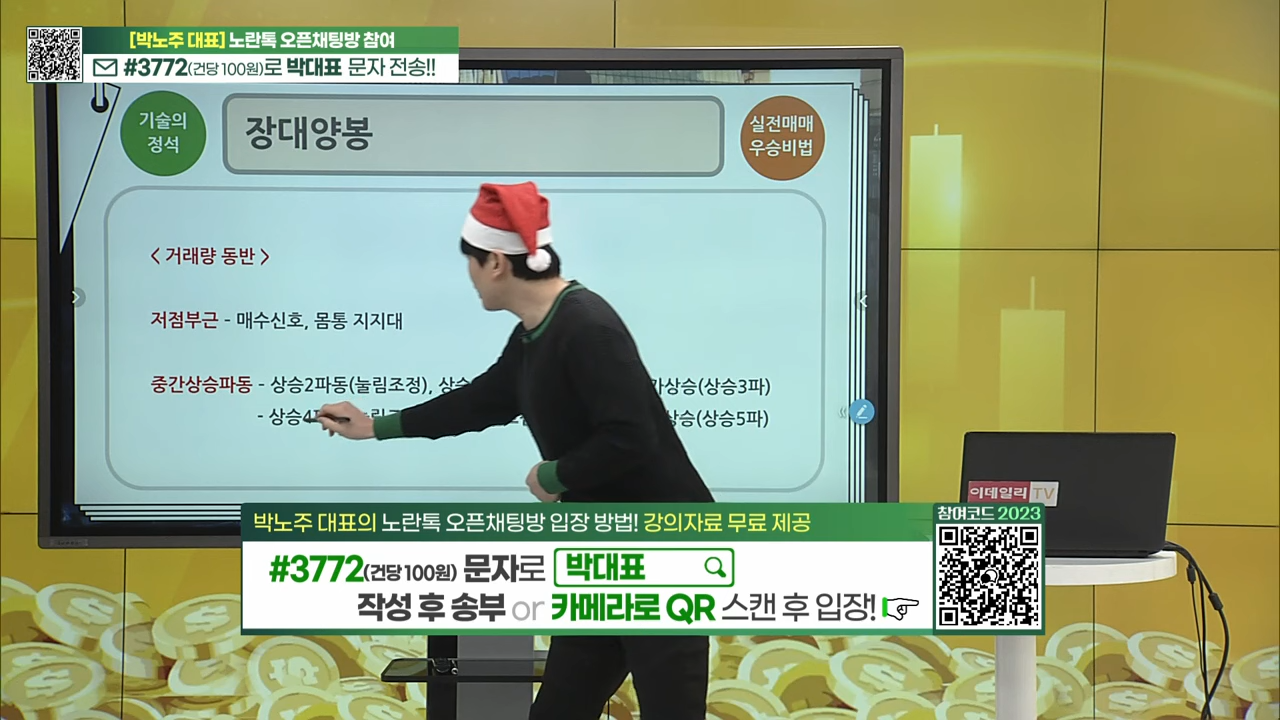 [박노주 대표] 노란톡 오픈채팅방 참여
#3772(건당 100원)로 박대표 문자 전송!!
기술의
정석
장대양봉
실전매매
우승비법
< 거래량 동반 >
저점부근 - 매수신호, 몸통 지지대
중간상승파동 - 상승2파동(눌림조정), 상승(상승3파)
- 상승(상승5파)
이데일리 TV
박노주 대표의 노란톡 오픈채팅방 입장 방법! 강의자료 무료 제공
참여코드 2023
#3772(건당 100원) 문자로 박대표
작성 후 송부 or 카메라로 QR 스캔 후 입장!